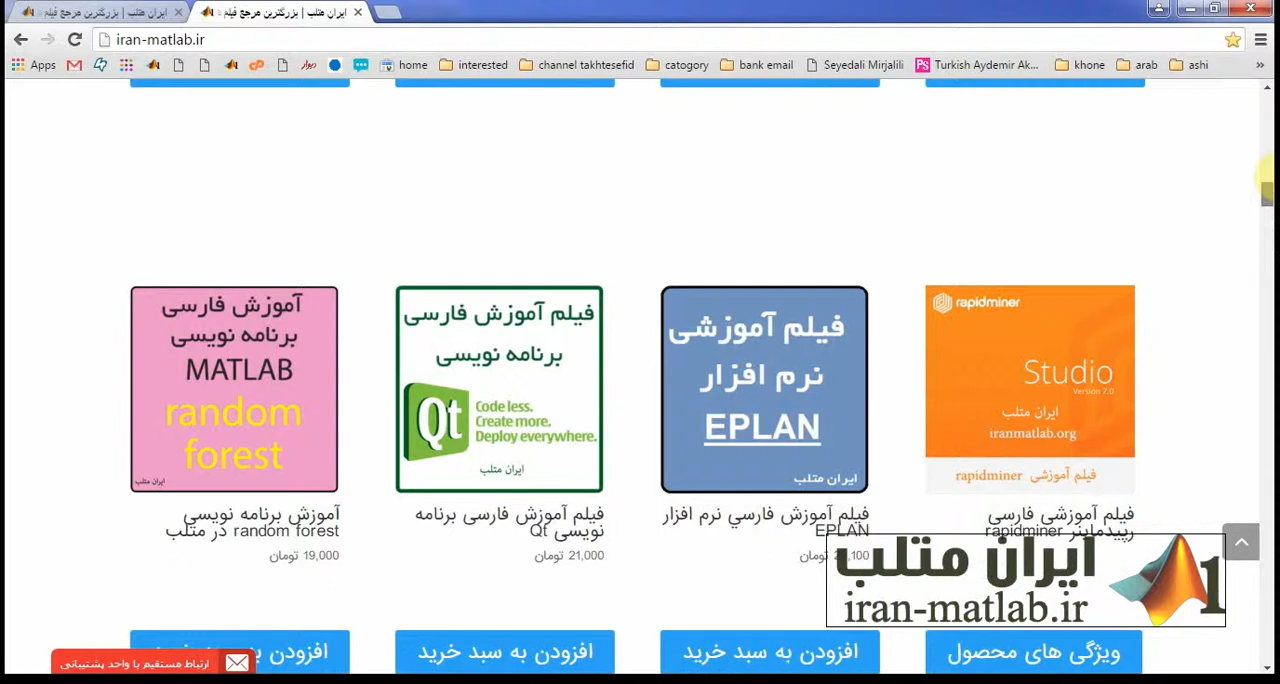 ایران متلب | بزرگترین مرجع فیلم
ایران متلب | بزرگترین مرجع فیلم
iran-matlab.ir
Apps
home
interested
channel takhtesefid
catogory
bank email
Seyedali Mirjalili
Turkish Aydemir Ak...
khone
arab
ashi
»
آموزش فارسی
برنامه نویسی
MATLAB
random
forest
ایران متلب
آموزش برنامه نویسی
random forest در متلب
19,000 تومان
فیلم آموزش فارسی
برنامه نویسی
Qt
Code less.
Create more.
Deploy everywhere.
ایران متلب
فیلم آموزش فارسی برنامه
نویسی Qt
21,000 تومان
فیلم آموزشی
نرم افزار
EPLAN
ایران متلب
فیلم آموزش فارسي نرم افزار
EPLAN
rapidminer
Studio
Version 7.0
ایران متلب
iranmatlab.org
فیلم آموزشی rapidminer
فیلم آموزشی فارسی
رپیدماینر rapidminer
ایران متلب
iran-matlab.ir
1
افزودن به سبد خرید
افزودن به سبد خرید
ویژگی های محصول
ارتباط مستقیم با واحد پشتیبانی